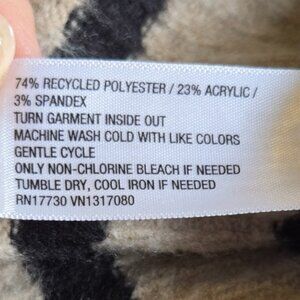 74% RECYCLED POLYESTER / 23% ACRYLIC /
3% SPANDEX
TURN GARMENT INSIDE OUT
MACHINE WASH COLD WITH LIKE COLORS
GENTLE CYCLE
ONLY NON-CHLORINE BLEACH IF NEEDED
TUMBLE DRY, COOL IRON IF NEEDED
RN17730 VN1317080